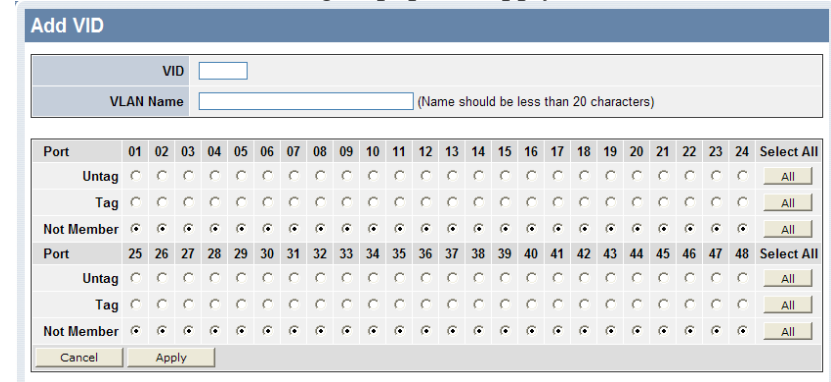 Add VID
VID
VLAN Name (Name should be less than 20 characters)
Port 01 02 03 04 05 06 07 08 09 10 11 12 13 14 15 16 17 18 19 20 21 22 23 24 Select All
Untag All
Tag All
Not Member All
Port 25 26 27 28 29 30 31 32 33 34 35 36 37 38 39 40 41 42 43 44 45 46 47 48 Select All
Untag All
Tag All
Not Member All
Cancel Apply